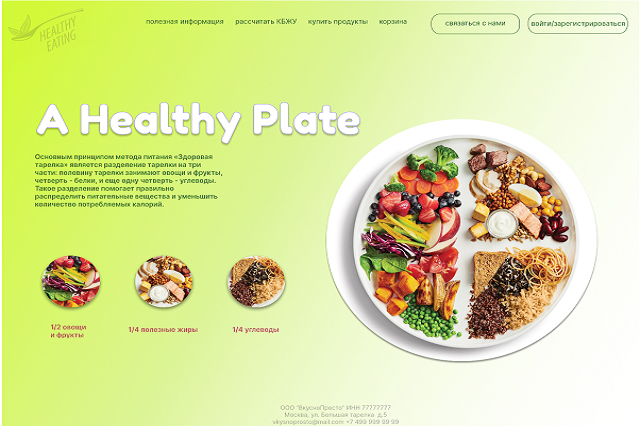 HEALTHY
EATING
полезная информация
рассчитать КБЖУ
купить продукты
корзина
связаться с нами
войти/зарегистрироваться
A Healthy Plate
Основным принципом метода питания «Здоровая
тарелка» является разделение тарелки на три
части: половину тарелки занимают овощи и фрукты,
четверть - белки, и еще одну четверть - углеводы.
Такое разделение помогает правильно
распределить питательные вещества и уменьшить
количество потребляемых калорий.
1/2 овощи
и фрукты
1/4 полезные жиры
1/4 углеводы
ООО "ВкусноПросто" ИНН 77777777
Москва, ул. Большая тарелка д.5
vkysnoprosto@mail.com +7 499 999 99 99